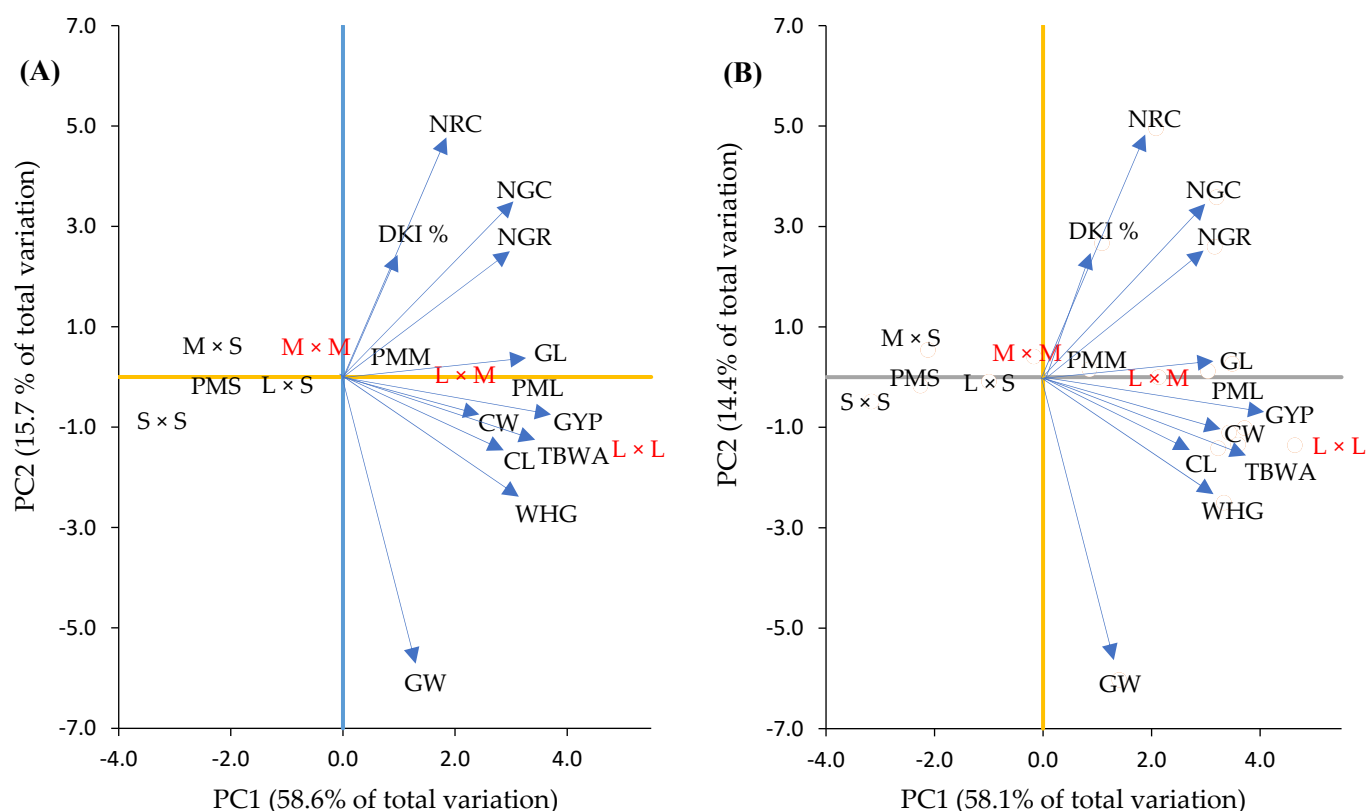 (A)
PC2 (15.7 % of total variation)
7.0
5.0
3.0
1.0
-1.0
-3.0
-5.0
-7.0
NRC
NGC
DKI %
NGR
M × S
M × M
PMM
GL
PMS
L × S
L × M
PML
S × S
CW
GYP
CL
TBWA
L × L
WHG
GW
-4.0
-2.0
0.0
2.0
4.0
PC1 (58.6% of total variation)
(B)
PC2 (14.4% of total variation)
7.0
5.0
3.0
1.0
-1.0
-3.0
-5.0
-7.0
NRC
NGC
DKI %
NGR
M × S
M × M
PMM
GL
PMS
L × S
L × M
PML
S × S
GYP
CW
L × L
CL
TBWA
WHG
GW
-4.0
-2.0
0.0
2.0
4.0
PC1 (58.1% of total variation)